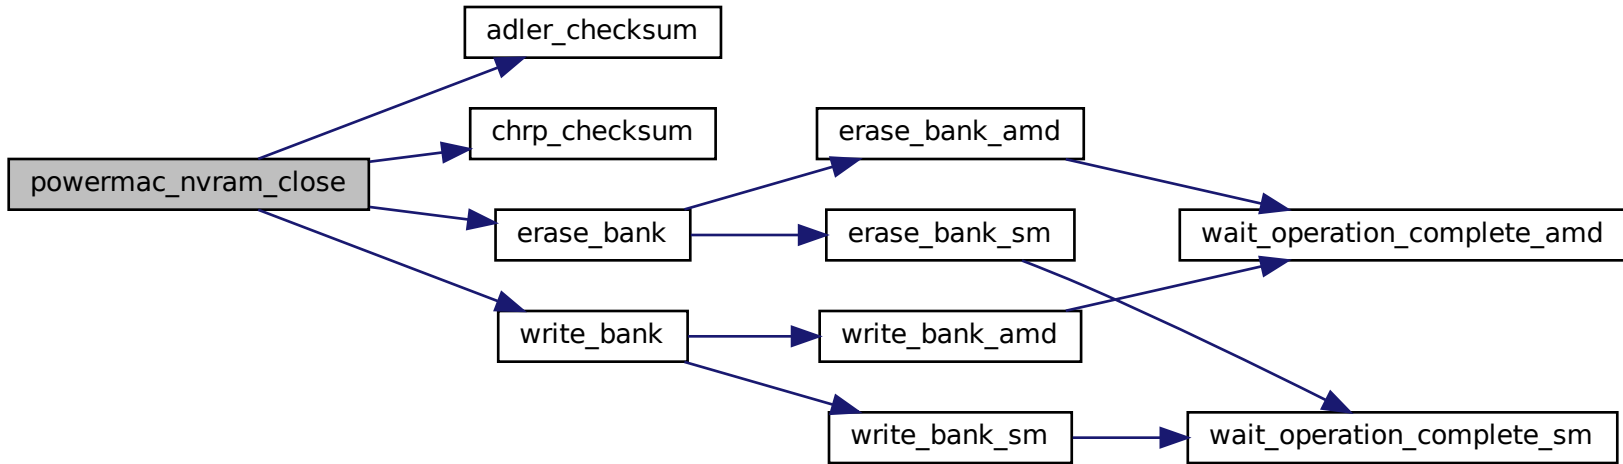 adler_checksum
chrp_checksum
erase_bank_amd
powermac_nvram_close
erase_bank
erase_bank_sm
wait_operation_complete_amd
write_bank
write_bank_amd
write_bank_sm
wait_operation_complete_sm